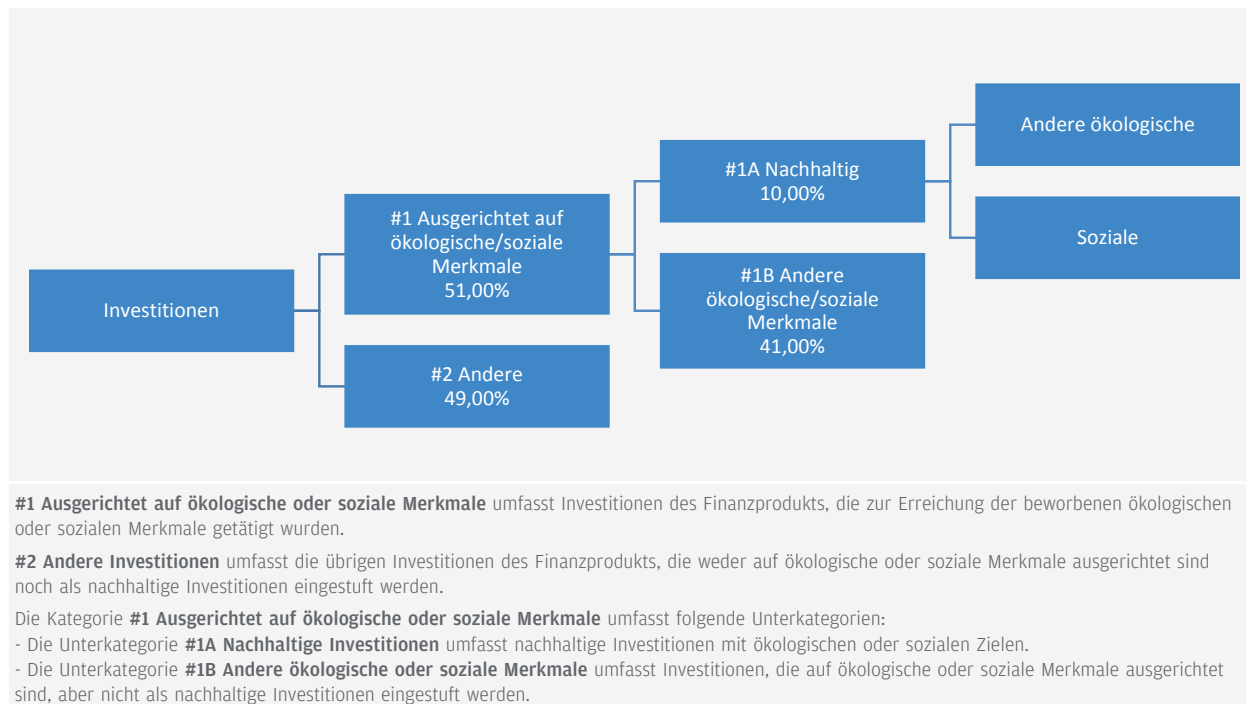 Investitionen
#1 Ausgerichtet auf
ökologische/soziale
Merkmale
51,00%
#2 Andere
49,00%
#1A Nachhaltig
10,00%
#1B Andere
ökologische/soziale
Merkmale
41,00%
Andere ökologische
Soziale
#1 Ausgerichtet auf ökologische oder soziale Merkmale umfasst Investitionen des Finanzprodukts, die zur Erreichung der beworbenen ökologischen
oder sozialen Merkmale getätigt wurden.
#2 Andere Investitionen umfasst die übrigen Investitionen des Finanzprodukts, die weder auf ökologische oder soziale Merkmale ausgerichtet sind
noch als nachhaltige Investitionen eingestuft werden.
Die Kategorie #1 Ausgerichtet auf ökologische oder soziale Merkmale umfasst folgende Unterkategorien:
- Die Unterkategorie #1A Nachhaltige Investitionen umfasst nachhaltige Investitionen mit ökologischen oder sozialen Zielen.
- Die Unterkategorie #1B Andere ökologische oder soziale Merkmale umfasst Investitionen, die auf ökologische oder soziale Merkmale ausgerichtet
sind, aber nicht als nachhaltige Investitionen eingestuft werden.